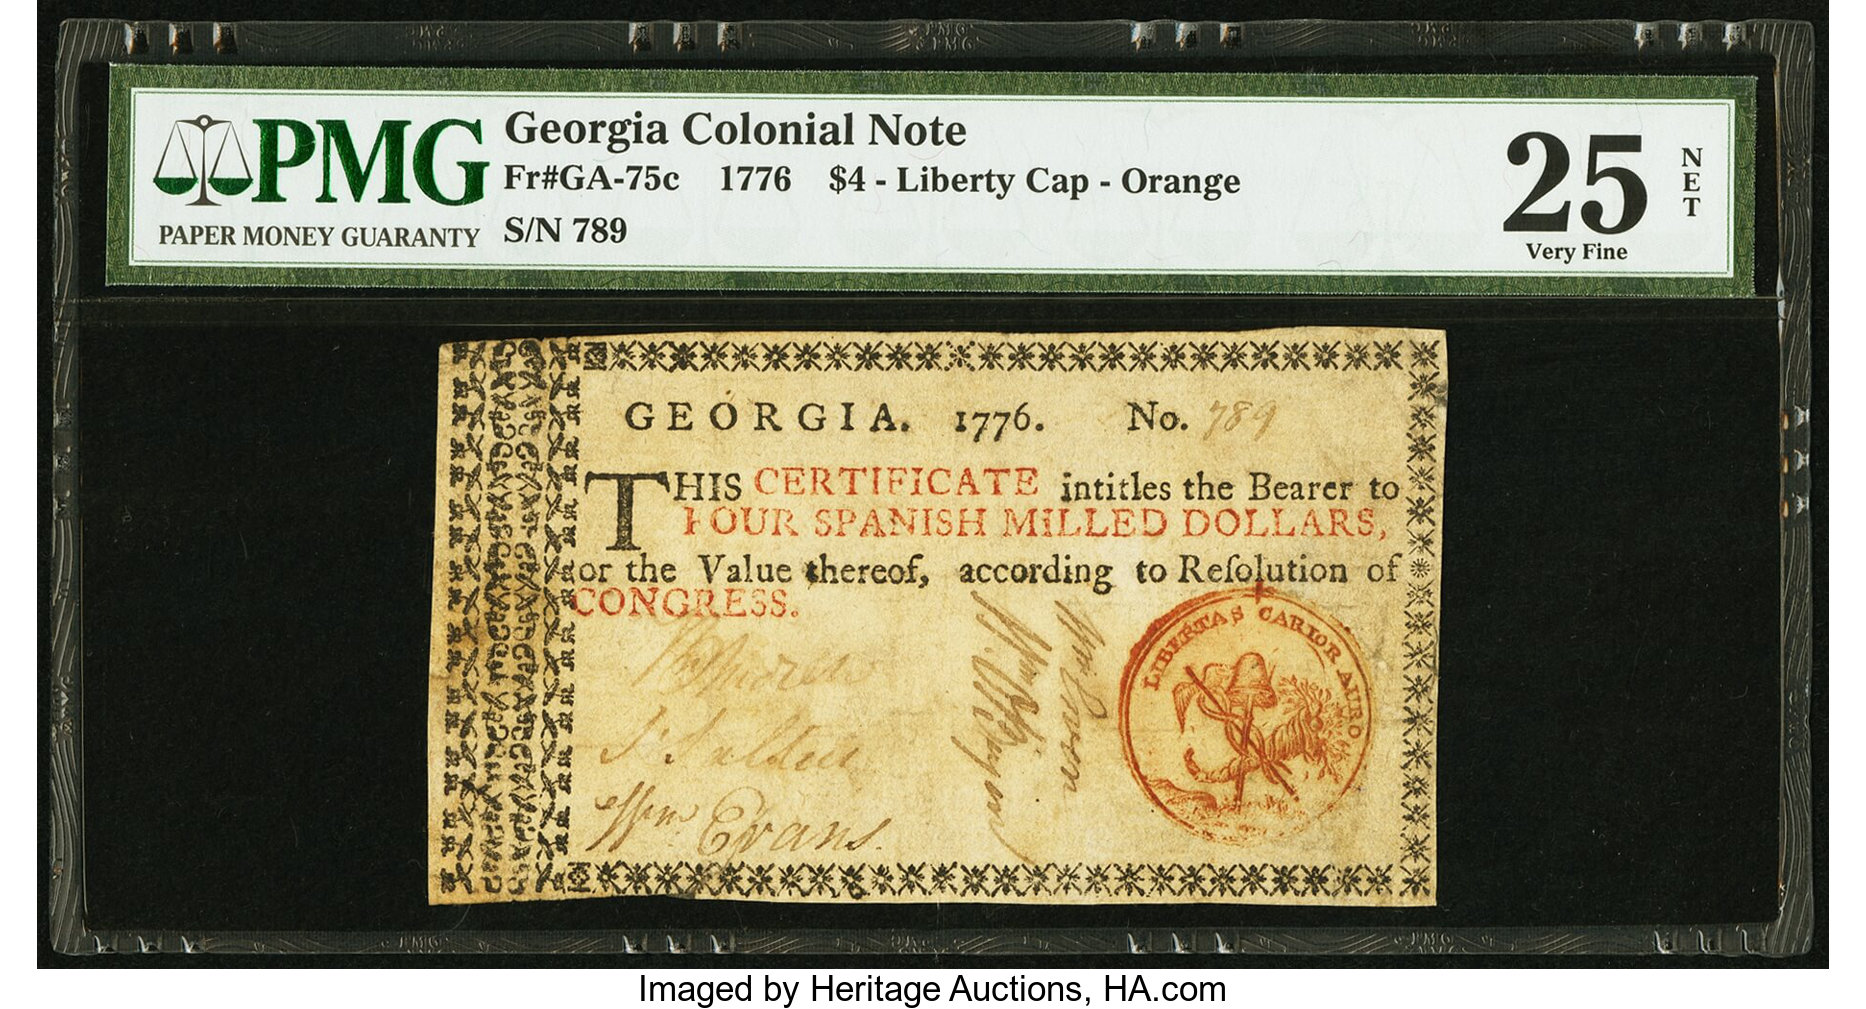 PMG
PAPER MONEY GUARANTY
Georgia Colonial Note
Fr#GA-75c 1776 $4 - Liberty Cap - Orange
S/N 789
25 NET
Very Fine
GEORGIA. 1776. No. 789
THIS CERTIFICATE intitles the Bearer to
FOUR SPANISH MILLED DOLLARS,
or the Value thereof, according to Reſolution of
CONGRESS.
LIBERTAS CARIOR AURO
Wm Evans.
Imaged by Heritage Auctions, HA.com